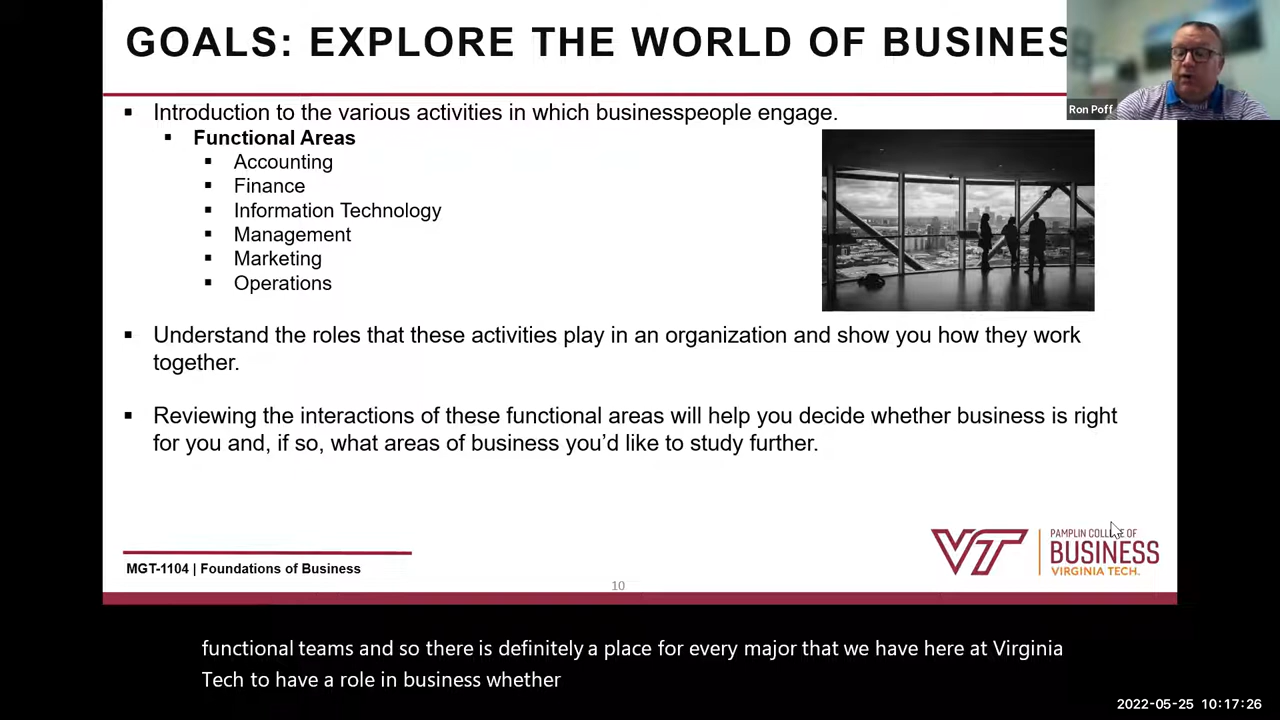 GOALS: EXPLORE THE WORLD OF BUSINES
Ron Poff
▪ Introduction to the various activities in which businesspeople engage.
▪ Functional Areas
▪ Accounting
▪ Finance
▪ Information Technology
▪ Management
▪ Marketing
▪ Operations
▪ Understand the roles that these activities play in an organization and show you how they work
together.
▪ Reviewing the interactions of these functional areas will help you decide whether business is right
for you and, if so, what areas of business you’d like to study further.
MGT-1104 | Foundations of Business
10
VT
PAMPLIN COLLEGE OF
BUSINESS
VIRGINIA TECH.
functional teams and so there is definitely a place for every major that we have here at Virginia
Tech to have a role in business whether
2022-05-25 10:17:26